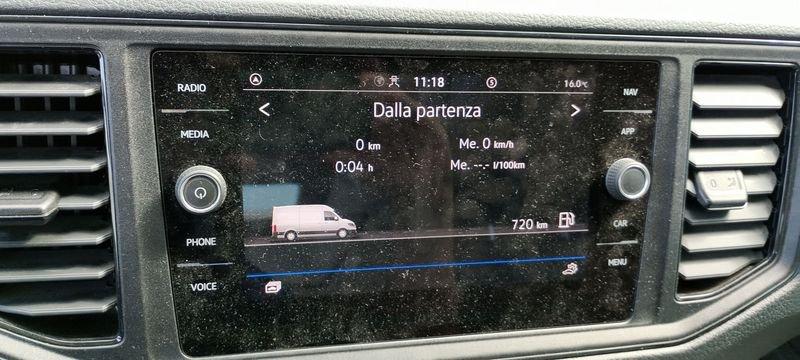 RADIO
MEDIA
PHONE
VOICE
11:18
16.0°C
Dalla partenza
0 km
Me. 0 km/h
0:04 h
Me. --.- l/100km
720 km
NAV
APP
CAR
MENU